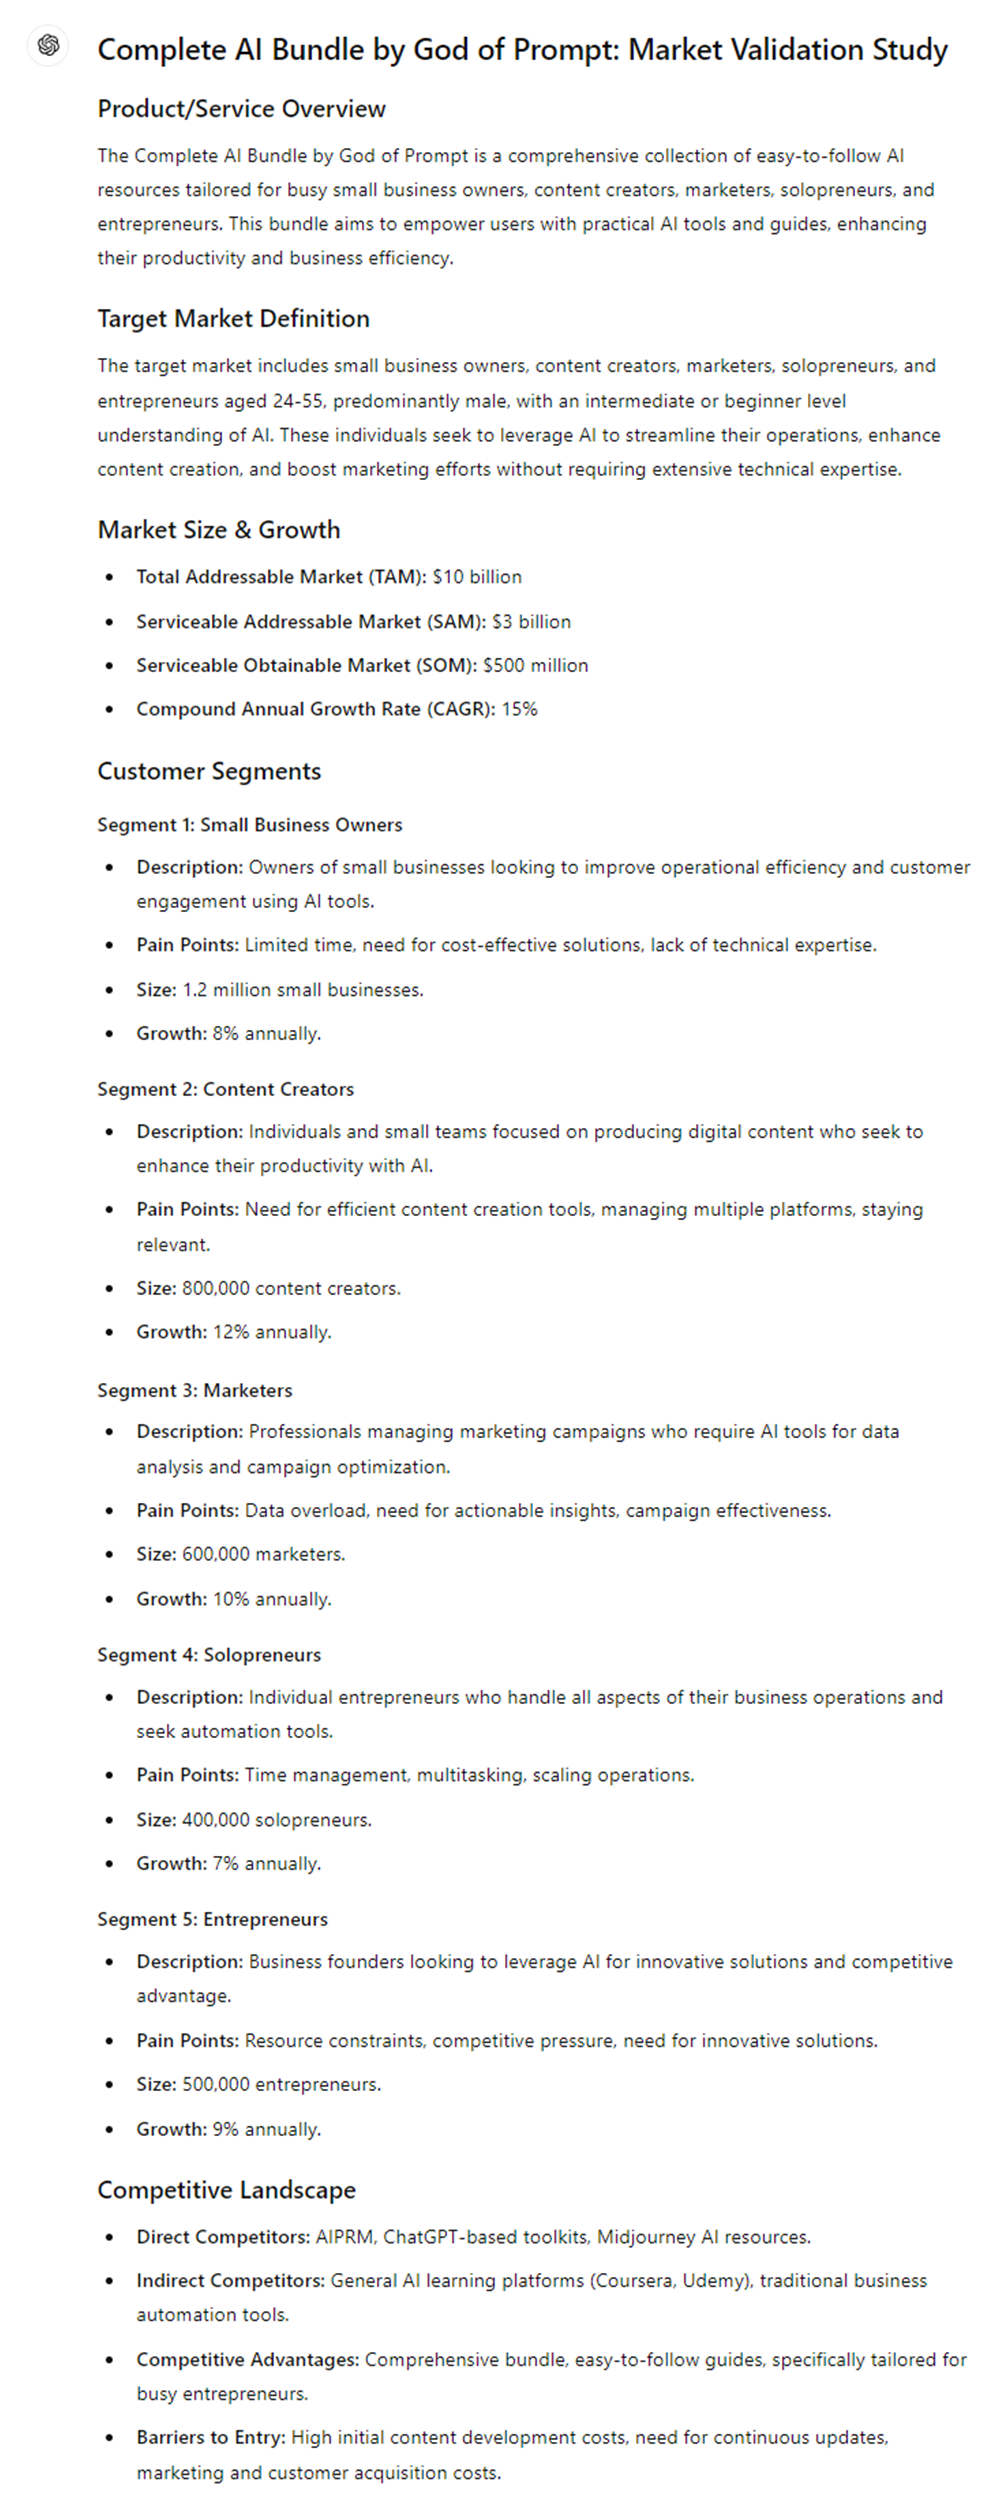 Complete AI Bundle by God of Prompt: Market Validation Study
Product/Service Overview
The Complete AI Bundle by God of Prompt is a comprehensive collection of easy-to-follow AI
resources tailored for busy small business owners, content creators, marketers, solopreneurs, and
entrepreneurs. This bundle aims to empower users with practical AI tools and guides, enhancing
their productivity and business efficiency.
Target Market Definition
The target market includes small business owners, content creators, marketers, solopreneurs, and
entrepreneurs aged 24-55, predominantly male, with an intermediate or beginner level
understanding of AI. These individuals seek to leverage AI to streamline their operations, enhance
content creation, and boost marketing efforts without requiring extensive technical expertise.
Market Size & Growth
• Total Addressable Market (TAM): $10 billion
• Serviceable Addressable Market (SAM): $3 billion
• Serviceable Obtainable Market (SOM): $500 million
• Compound Annual Growth Rate (CAGR): 15%
Customer Segments
Segment 1: Small Business Owners
• Description: Owners of small businesses looking to improve operational efficiency and customer
engagement using AI tools.
• Pain Points: Limited time, need for cost-effective solutions, lack of technical expertise.
• Size: 1.2 million small businesses.
• Growth: 8% annually.
Segment 2: Content Creators
• Description: Individuals and small teams focused on producing digital content who seek to
enhance their productivity with AI.
• Pain Points: Need for efficient content creation tools, managing multiple platforms, staying
relevant.
• Size: 800,000 content creators.
• Growth: 12% annually.
Segment 3: Marketers
• Description: Professionals managing marketing campaigns who require AI tools for data
analysis and campaign optimization.
• Pain Points: Data overload, need for actionable insights, campaign effectiveness.
• Size: 600,000 marketers.
• Growth: 10% annually.
Segment 4: Solopreneurs
• Description: Individual entrepreneurs who handle all aspects of their business operations and
seek automation tools.
• Pain Points: Time management, multitasking, scaling operations.
• Size: 400,000 solopreneurs.
• Growth: 7% annually.
Segment 5: Entrepreneurs
• Description: Business founders looking to leverage AI for innovative solutions and competitive
advantage.
• Pain Points: Resource constraints, competitive pressure, need for innovative solutions.
• Size: 500,000 entrepreneurs.
• Growth: 9% annually.
Competitive Landscape
• Direct Competitors: AIPRM, ChatGPT-based toolkits, Midjourney AI resources.
• Indirect Competitors: General AI learning platforms (Coursera, Udemy), traditional business
automation tools.
• Competitive Advantages: Comprehensive bundle, easy-to-follow guides, specifically tailored for
busy entrepreneurs.
• Barriers to Entry: High initial content development costs, need for continuous updates,
marketing and customer acquisition costs.